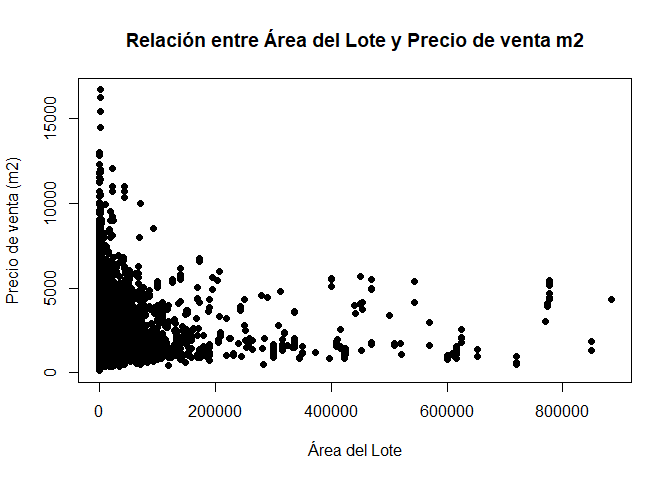 Relación entre Área del Lote y Precio de venta m2
Precio de venta (m2)
15000
10000
5000
0
0 200000 400000 600000 800000
Área del Lote